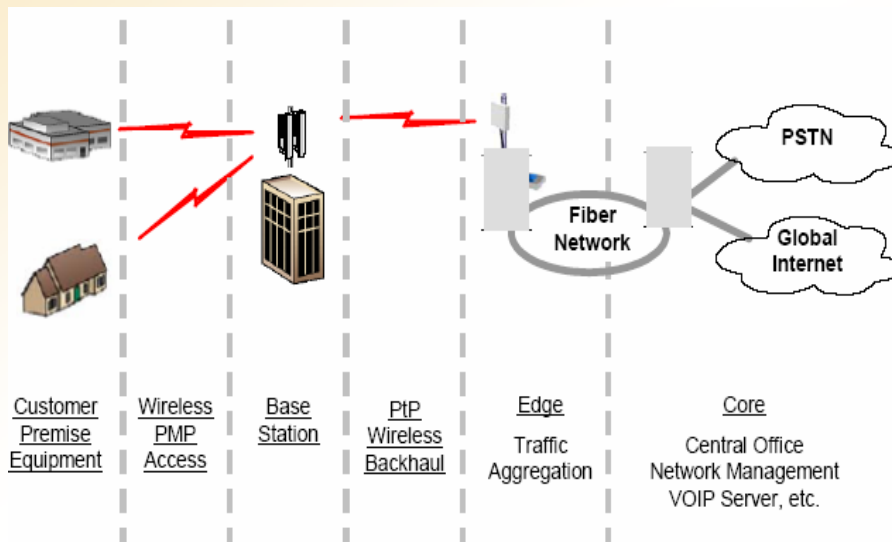 PSTN
Fiber
Network
Global
Internet
Customer
Premise
Equipment
Wireless
PMP
Access
Base
Station
PtP
Wireless
Backhaul
Edge
Traffic
Aggregation
Core
Central Office
Network Management
VOIP Server, etc.